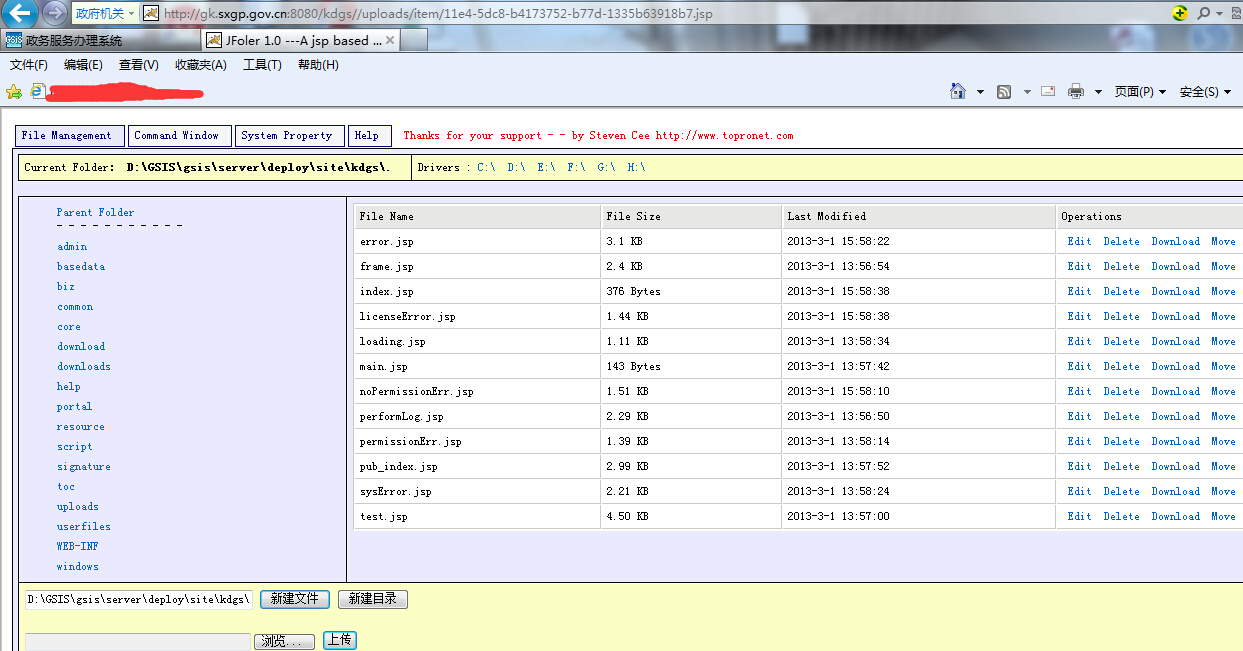 政府机关 http://gk.sxgp.gov.cn:8080/kdgs//uploads/item/11e4-5dc8-b4173752-b77d-1335b63918b7.jsp
GSIS 政务服务办理系统 JFoler 1.0 ---A jsp based ...
文件(F) 编辑(E) 查看(V) 收藏夹(A) 工具(T) 帮助(H)
页面(P) 安全(S)
File Management Command Window System Property Help Thanks for your support - - by Steven Cee http://www.topronet.com
Current Folder: D:\GSIS\gsis\server\deploy\site\kdgs\. Drivers : C:\ D:\ E:\ F:\ G:\ H:\
Parent Folder
- - - - - - - - - - -
admin
basedata
biz
common
core
download
downloads
help
portal
resource
script
signature
toc
uploads
userfiles
WEB-INF
windows
File Name File Size Last Modified Operations
error.jsp 3.1 KB 2013-3-1 15:58:22 Edit Delete Download Move
frame.jsp 2.4 KB 2013-3-1 13:56:54 Edit Delete Download Move
index.jsp 376 Bytes 2013-3-1 15:58:38 Edit Delete Download Move
licenseError.jsp 1.44 KB 2013-3-1 15:58:38 Edit Delete Download Move
loading.jsp 1.11 KB 2013-3-1 13:58:34 Edit Delete Download Move
main.jsp 143 Bytes 2013-3-1 13:57:42 Edit Delete Download Move
noPermissionErr.jsp 1.51 KB 2013-3-1 15:58:10 Edit Delete Download Move
performLog.jsp 2.29 KB 2013-3-1 13:56:50 Edit Delete Download Move
permissionErr.jsp 1.39 KB 2013-3-1 13:58:14 Edit Delete Download Move
pub_index.jsp 2.99 KB 2013-3-1 13:57:52 Edit Delete Download Move
sysError.jsp 2.21 KB 2013-3-1 13:58:24 Edit Delete Download Move
test.jsp 4.50 KB 2013-3-1 13:57:00 Edit Delete Download Move
D:\GSIS\gsis\server\deploy\site\kdgs\ 新建文件 新建目录
浏览... 上传